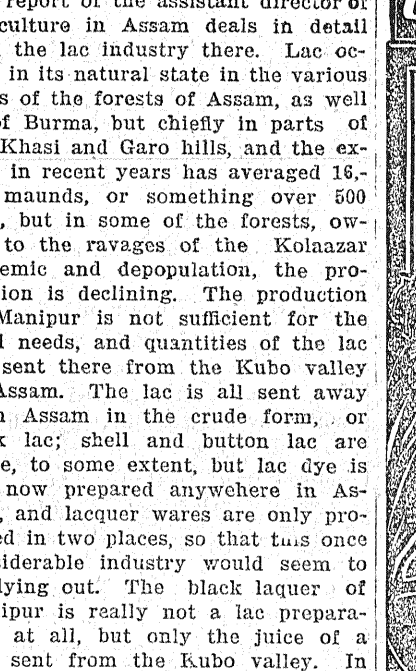 report of the assistant director of
culture in Assam deals in detail
the lac industry there. Lac oc-
in its natural state in the various
s of the forests of Assam, as well
of Burma, but chiefly in parts of
Khasi and Garo hills, and the ex-
in recent years has averaged 16,-
maunds, or something over 500
, but in some of the forests, ow-
to the ravages of the Kolaazar
emic and depopulation, the pro-
ion is declining. The production
Manipur is not sufficient for the
l needs, and quantities of the lac
sent there from the Kubo valley
Assam. The lac is all sent away
n Assam in the crude form, or
k lac; shell and button lac are
e, to some extent, but lac dye is
now prepared anywehere in As-
, and lacquer wares are only pro-
ed in two places, so that this once
siderable industry would seem to
lying out. The black laquer of
nipur is really not a lac prepara-
at all, but only the juice of a
sent from the Kubo valley. In